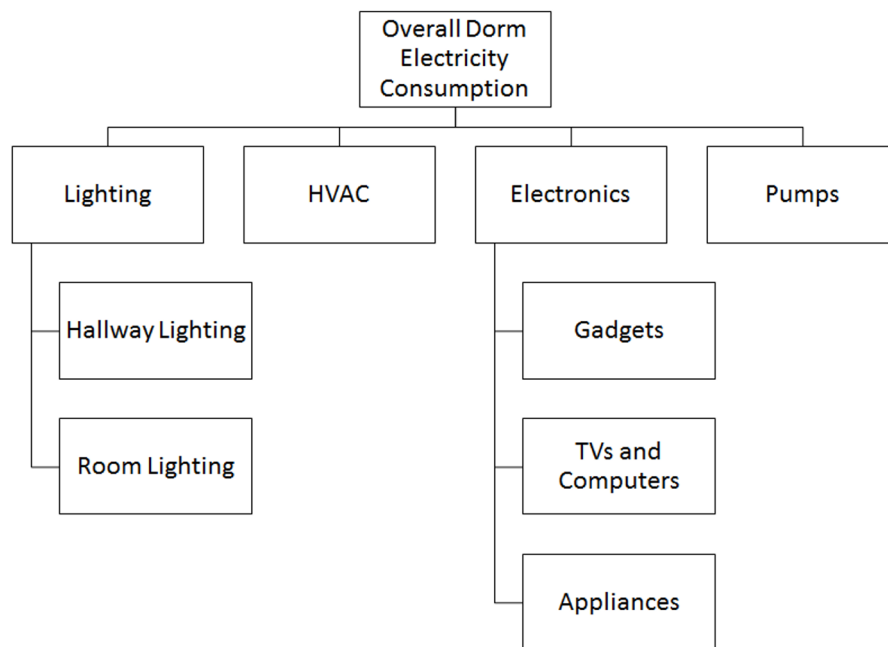 Overall Dorm
Electricity
Consumption
Lighting
HVAC
Electronics
Pumps
Hallway Lighting
Gadgets
Room Lighting
TVs and
Computers
Appliances